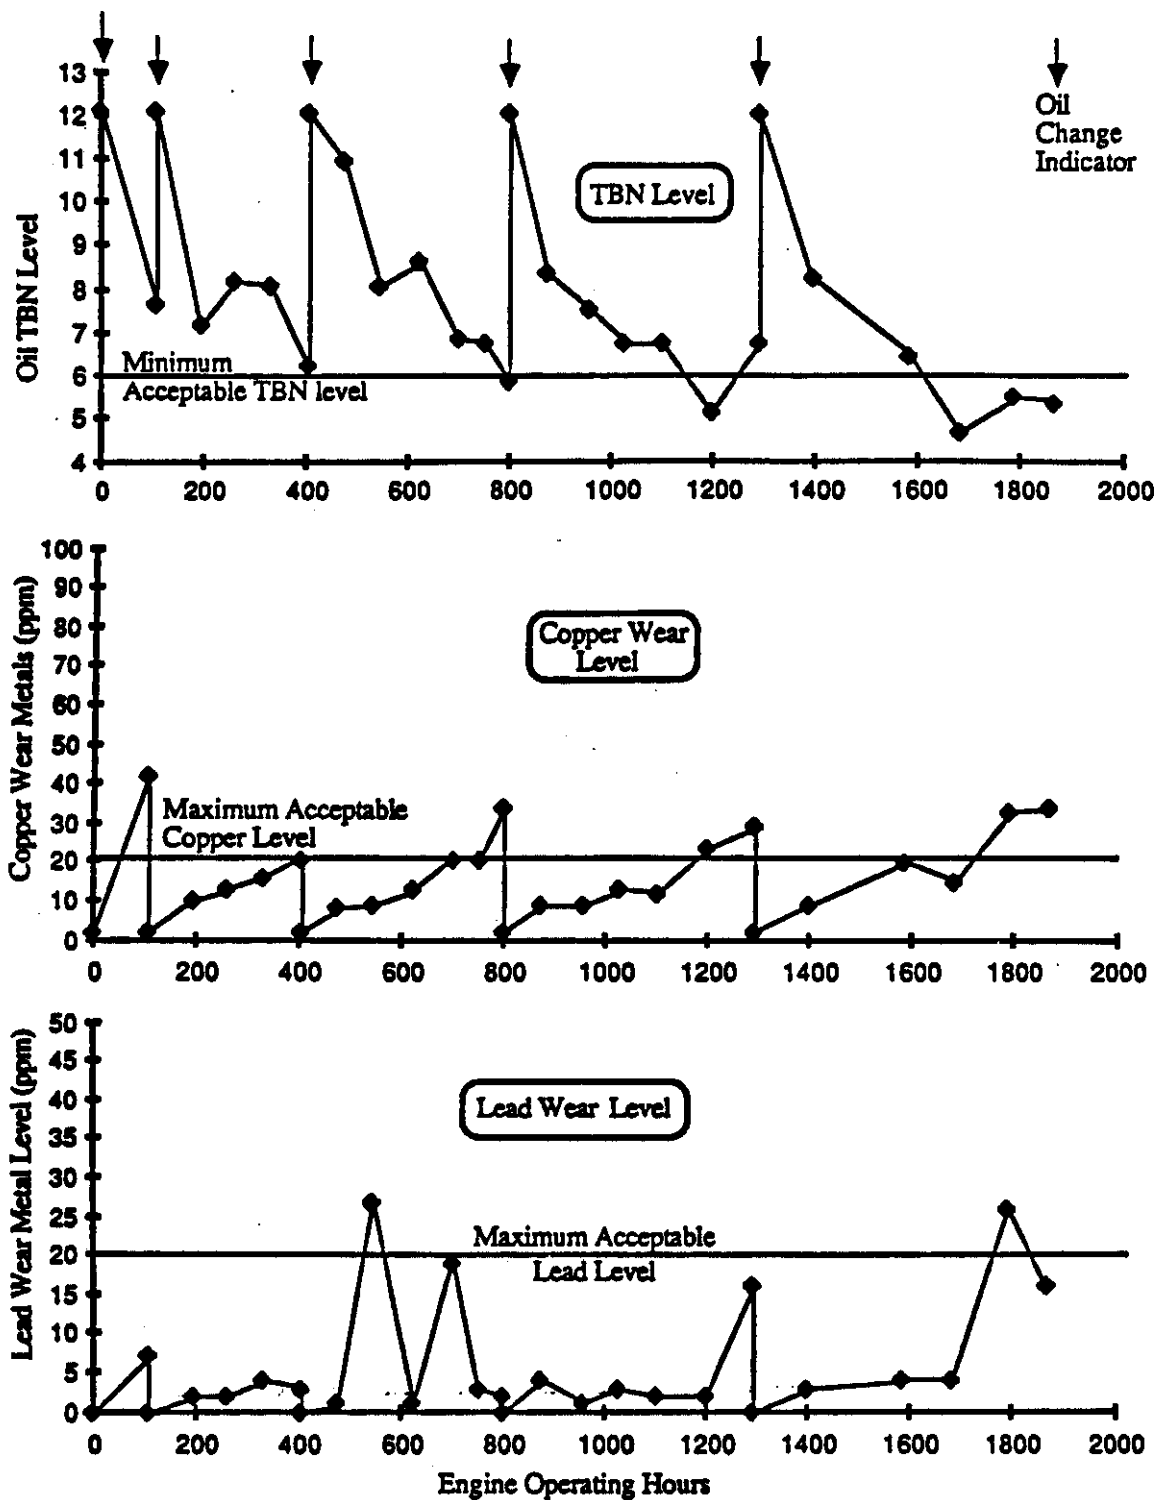 13
12
11
10
9
8
7
6
5
4
Oil TBN Level
TBN Level
Oil
Change
Indicator
Minimum
Acceptable TBN level
0 200 400 600 800 1000 1200 1400 1600 1800 2000
100
90
80
70
60
50
40
30
20
10
0
Copper Wear Metals (ppm)
Copper Wear
Level
Maximum Acceptable
Copper Level
0 200 400 600 800 1000 1200 1400 1600 1800 2000
50
45
40
35
30
25
20
15
10
5
0
Lead Wear Metal Level (ppm)
Lead Wear Level
Maximum Acceptable
Lead Level
0 200 400 600 800 1000 1200 1400 1600 1800 2000
Engine Operating Hours